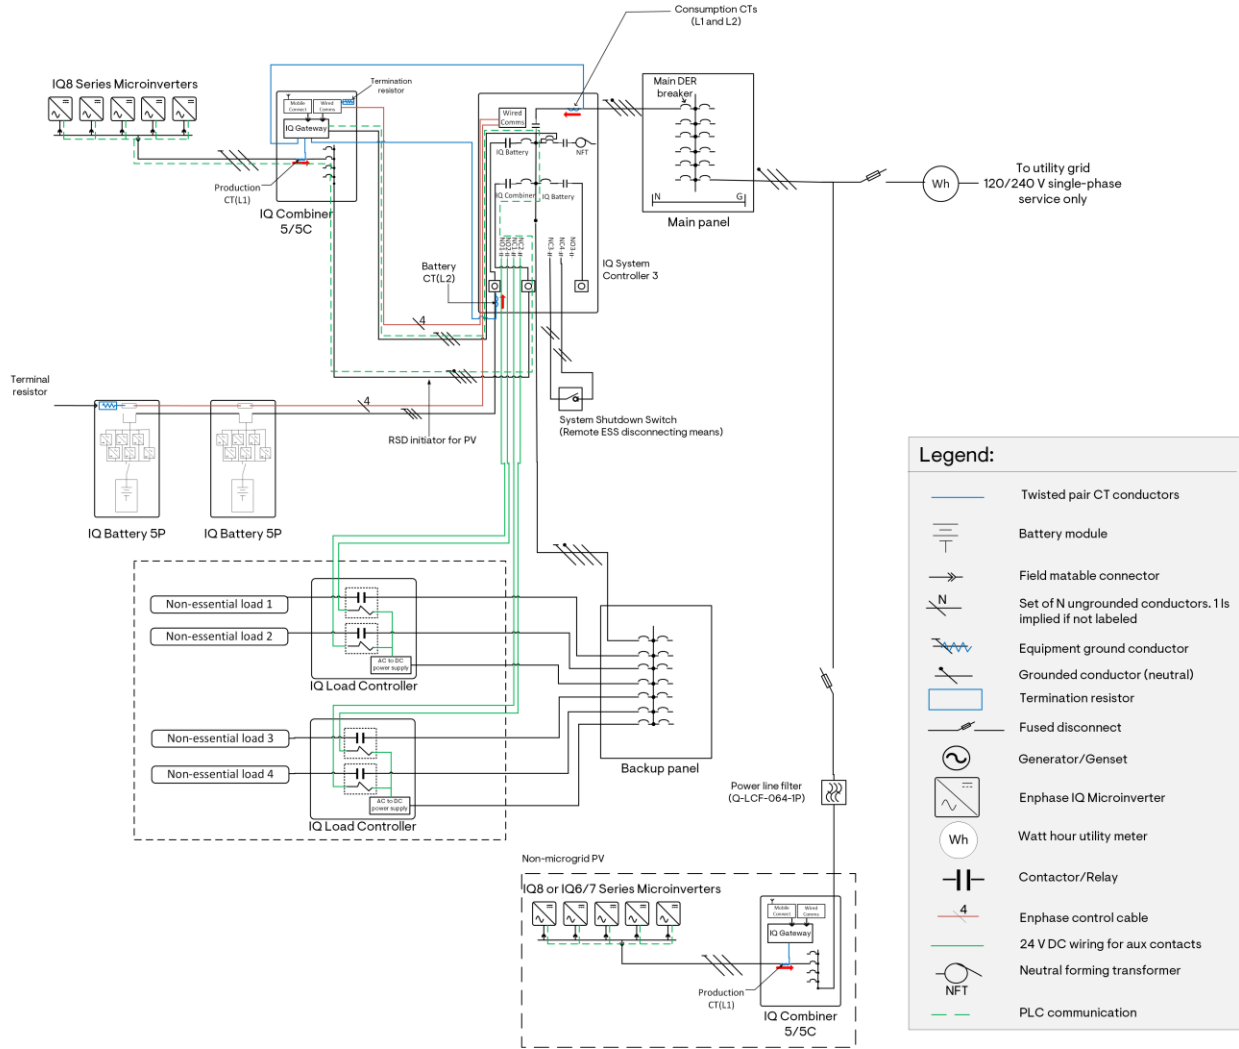 Consumption CTs
(L1 and L2)
IQ8 Series Microinverters
Termination
resistor
Mobile
Connect
Wired
Comms
IQ Gateway
Production
CT(L1)
IQ Combiner
5/5C
Wired
Comms
IQ Battery
NFT
IQ Combiner
IQ Battery
NO1
NO2
NC1
NC2
NC3
NC4
NO3
IQ System
Controller 3
Battery
CT(L2)
Main DER
breaker
N
G
Main panel
Wh
To utility grid
120/240 V single-phase
service only
4
4
Terminal
resistor
RSD initiator for PV
System Shutdown Switch
(Remote ESS disconnecting means)
IQ Battery 5P
IQ Battery 5P
Non-essential load 1
Non-essential load 2
AC to DC
power supply
IQ Load Controller
Non-essential load 3
Non-essential load 4
AC to DC
power supply
IQ Load Controller
Backup panel
Power line filter
(Q-LCF-064-1P)
Non-microgrid PV
IQ8 or IQ6/7 Series Microinverters
Mobile
Connect
Wired
Comms
IQ Gateway
Production
CT(L1)
IQ Combiner
5/5C
Legend:
Twisted pair CT conductors
Battery module
Field matable connector
N
Set of N ungrounded conductors. 1 Is
implied if not labeled
Equipment ground conductor
Grounded conductor (neutral)
Termination resistor
Fused disconnect
Generator/Genset
Enphase IQ Microinverter
Wh
Watt hour utility meter
Contactor/Relay
4
Enphase control cable
24 V DC wiring for aux contacts
Neutral forming transformer
NFT
PLC communication